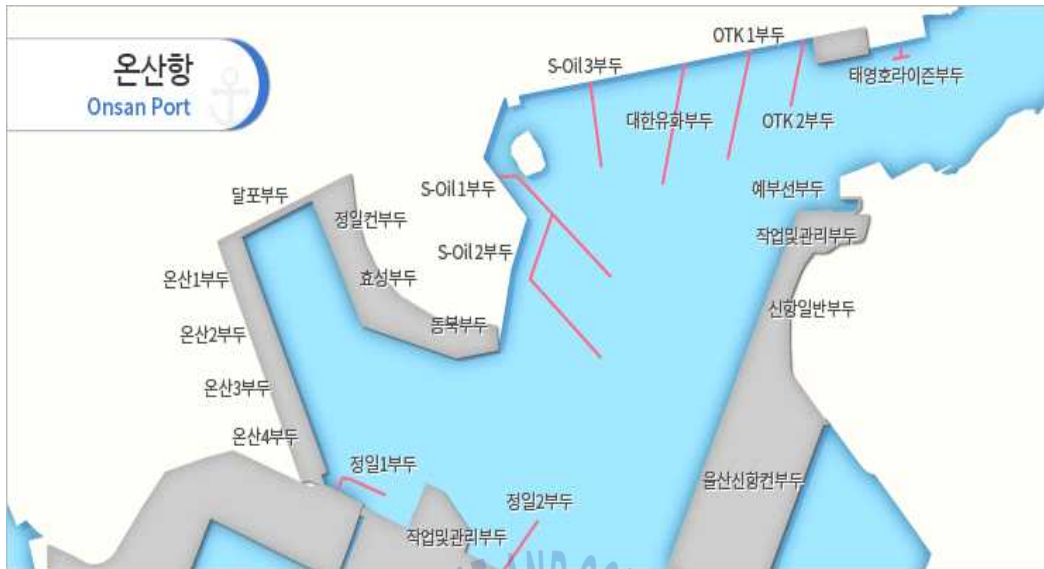 온산항
Onsan Port
OTK 1부두
S-Oil 3부두
태영호라이즌부두
대한유화부두
OTK 2부두
S-Oil 1부두
예부선부두
달포부두
정일컨부두
작업및관리부두
S-Oil 2부두
온산1부두
효성부두
신항일반부두
동북부두
온산2부두
온산3부두
온산4부두
정일1부두
울산신항컨부두
정일2부두
작업및관리부두